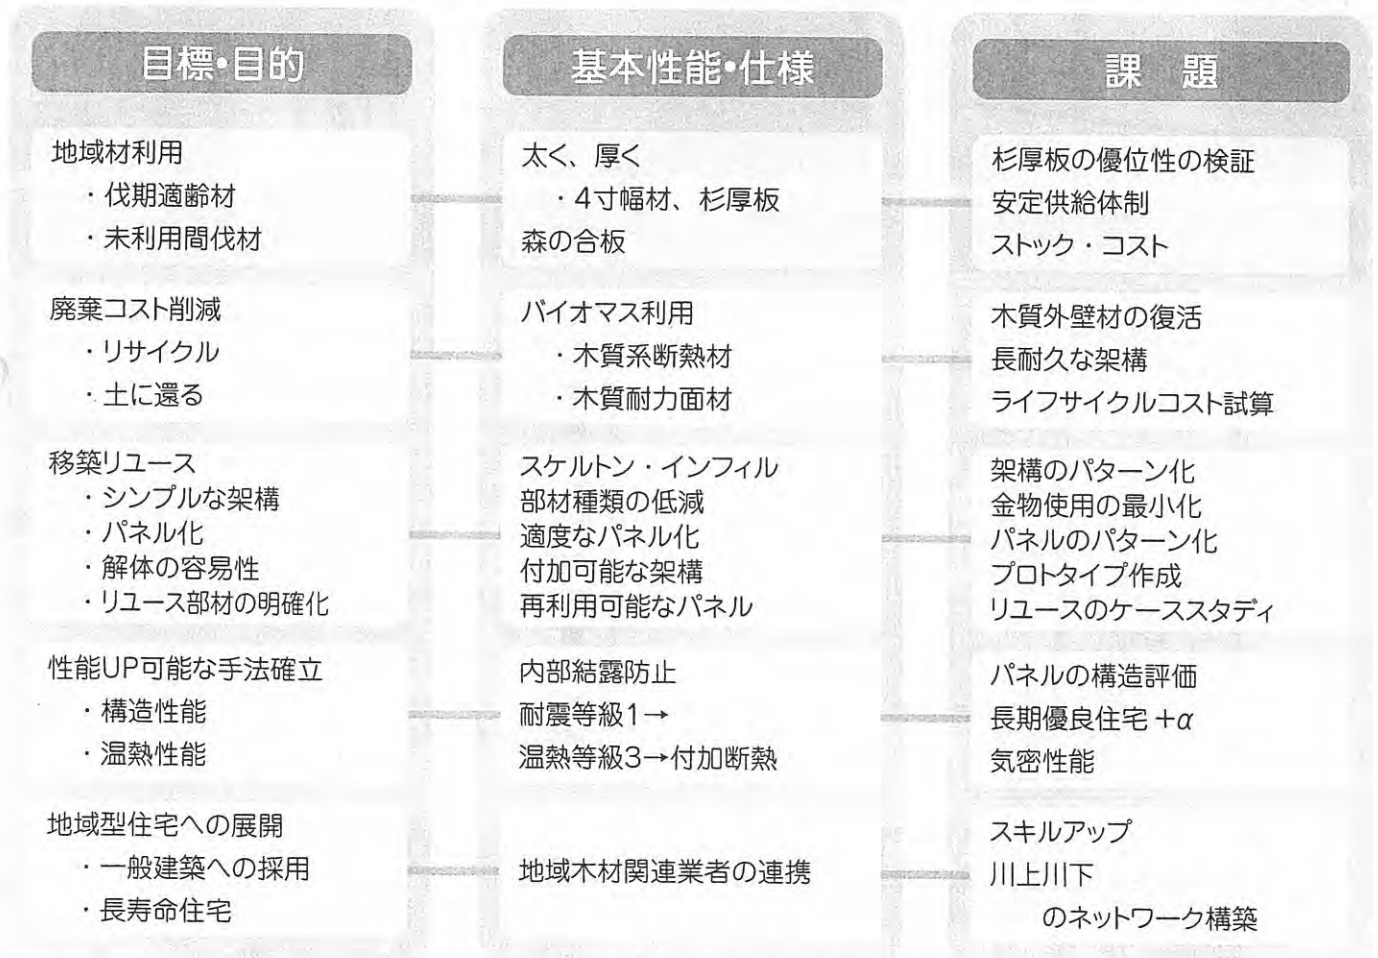 目標・目的
地域材利用
・伐期適齢材
・未利用間伐材
廃棄コスト削減
・リサイクル
・土に還る
移築リユース
・シンプルな架構
・パネル化
・解体の容易性
・リユース部材の明確化
性能UP可能な手法確立
・構造性能
・温熱性能
地域型住宅への展開
・一般建築への採用
・長寿命住宅
基本性能・仕様
太く、厚く
・4寸幅材、杉厚板
森の合板
バイオマス利用
・木質系断熱材
・木質耐力面材
スケルトン・インフィル
部材種類の低減
適度なパネル化
付加可能な架構
再利用可能なパネル
内部結露防止
耐震等級1→
温熱等級3→付加断熱
地域木材関連業者の連携
課　題
杉厚板の優位性の検証
安定供給体制
ストック・コスト
木質外壁材の復活
長耐久な架構
ライフサイクルコスト試算
架構のパターン化
金物使用の最小化
パネルのパターン化
プロトタイプ作成
リユースのケーススタディ
パネルの構造評価
長期優良住宅+α
気密性能
スキルアップ
川上川下
のネットワーク構築